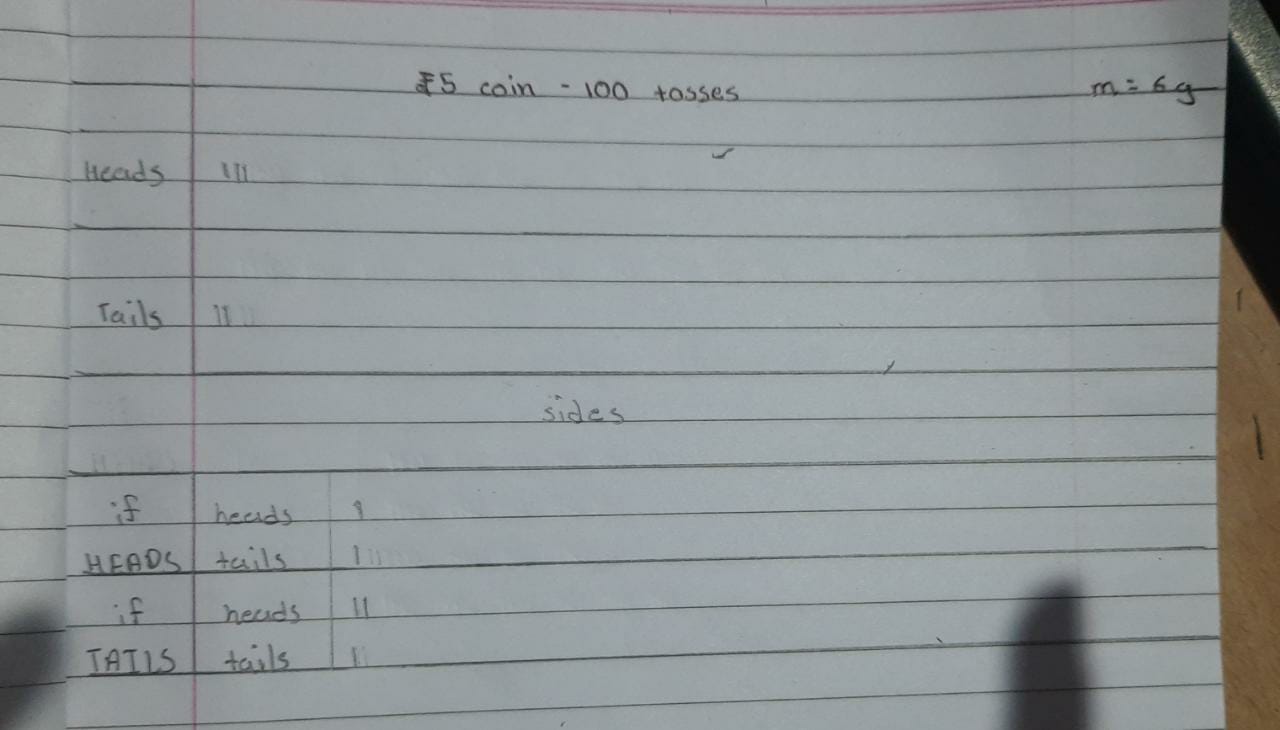 ₹5 coin - 100 tosses m = 6g
Heads III
Tails II
sides
if heads I
HEADS tails I
if heads II
TAILS tails I